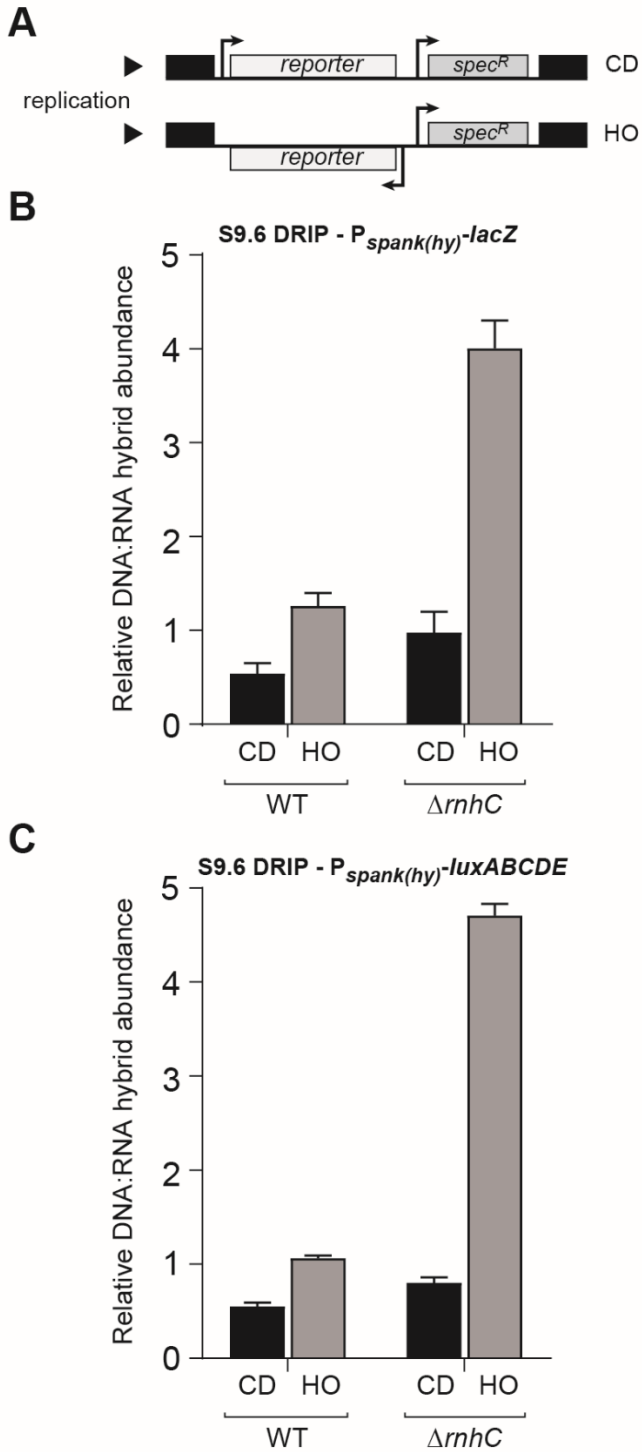 A
reporter
spec^R
CD
replication
reporter
spec^R
HO
B
S9.6 DRIP - Pspank(hy)-lacZ
Relative DNA:RNA hybrid abundance
5
4
3
2
1
0
CD HO CD HO
WT ΔrnhC
C
S9.6 DRIP - Pspank(hy)-luxABCDE
Relative DNA:RNA hybrid abundance
5
4
3
2
1
0
CD HO CD HO
WT ΔrnhC